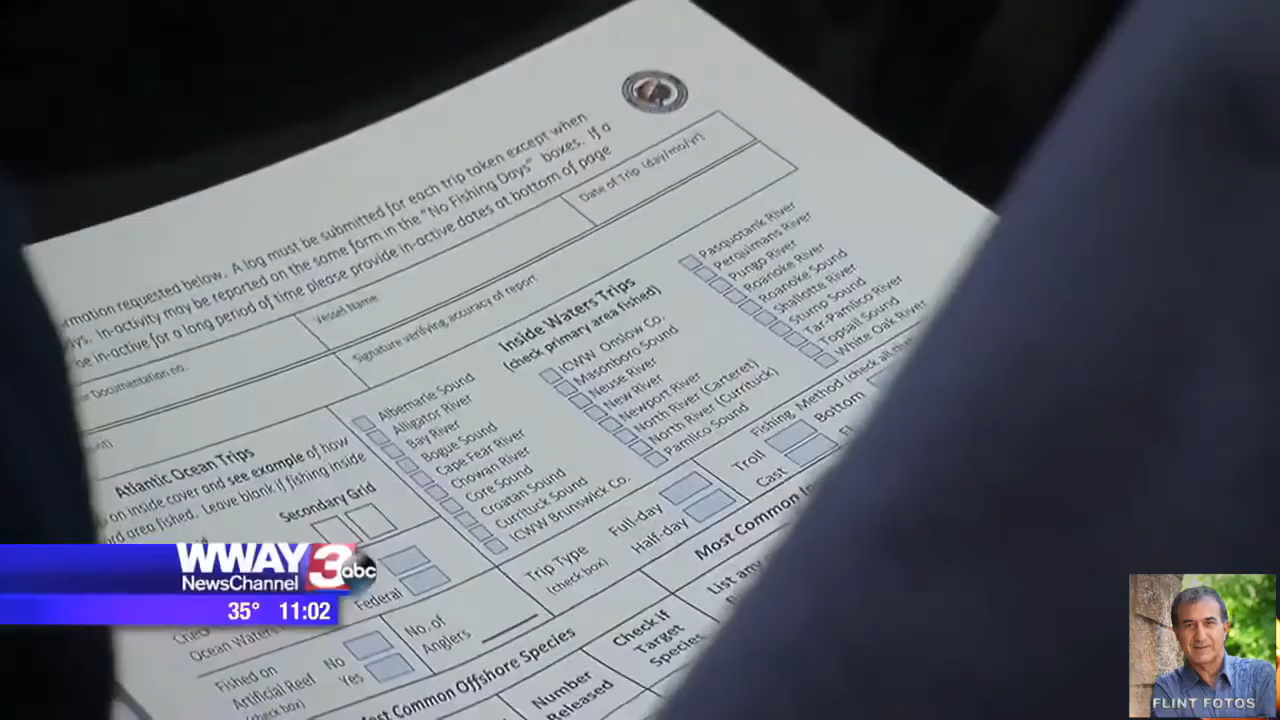 rmation requested below. A log must be submitted for each trip taken except when
ys. In-activity may be reported on the same form in the "No Fishing Days" boxes. If a
be in-active for a long period of time please provide in-active dates at bottom of page
Documentation no.
Vessel Name
Date of Trip (day/mo/yr)
Signature verifying accuracy of report
Atlantic Ocean Trips
on inside cover and see example of how
area fished. Leave blank if fishing inside
Secondary Grid
Federal
Ocean Waters
Inside Waters Trips
(check primary area fished)
Albemarle Sound
Alligator River
Bay River
Bogue Sound
Cape Fear River
Chowan River
Core Sound
Croatan Sound
Currituck Sound
ICWW Brunswick Co.
ICWW Onslow Co.
Masonboro Sound
Neuse River
New River
Newport River
North River (Carteret)
North River (Currituck)
Pamlico Sound
Pasquotank River
Perquimans River
Pungo River
Roanoke River
Roanoke Sound
Shallotte River
Stump Sound
Tar-Pamlico River
Topsail Sound
White Oak River
Trip Type
(check box)
Full-day
Half-day
Fishing Method (check all
Troll
Cast
Bottom
Fished on
Artificial Reef
(check box)
No
Yes
No. of
Anglers
Most Common
Most Common Offshore Species
Number
Released
Check If
Target
Species
List any
WWAY 3 abc
NewsChannel
35° 11:02
FLINT FOTOS